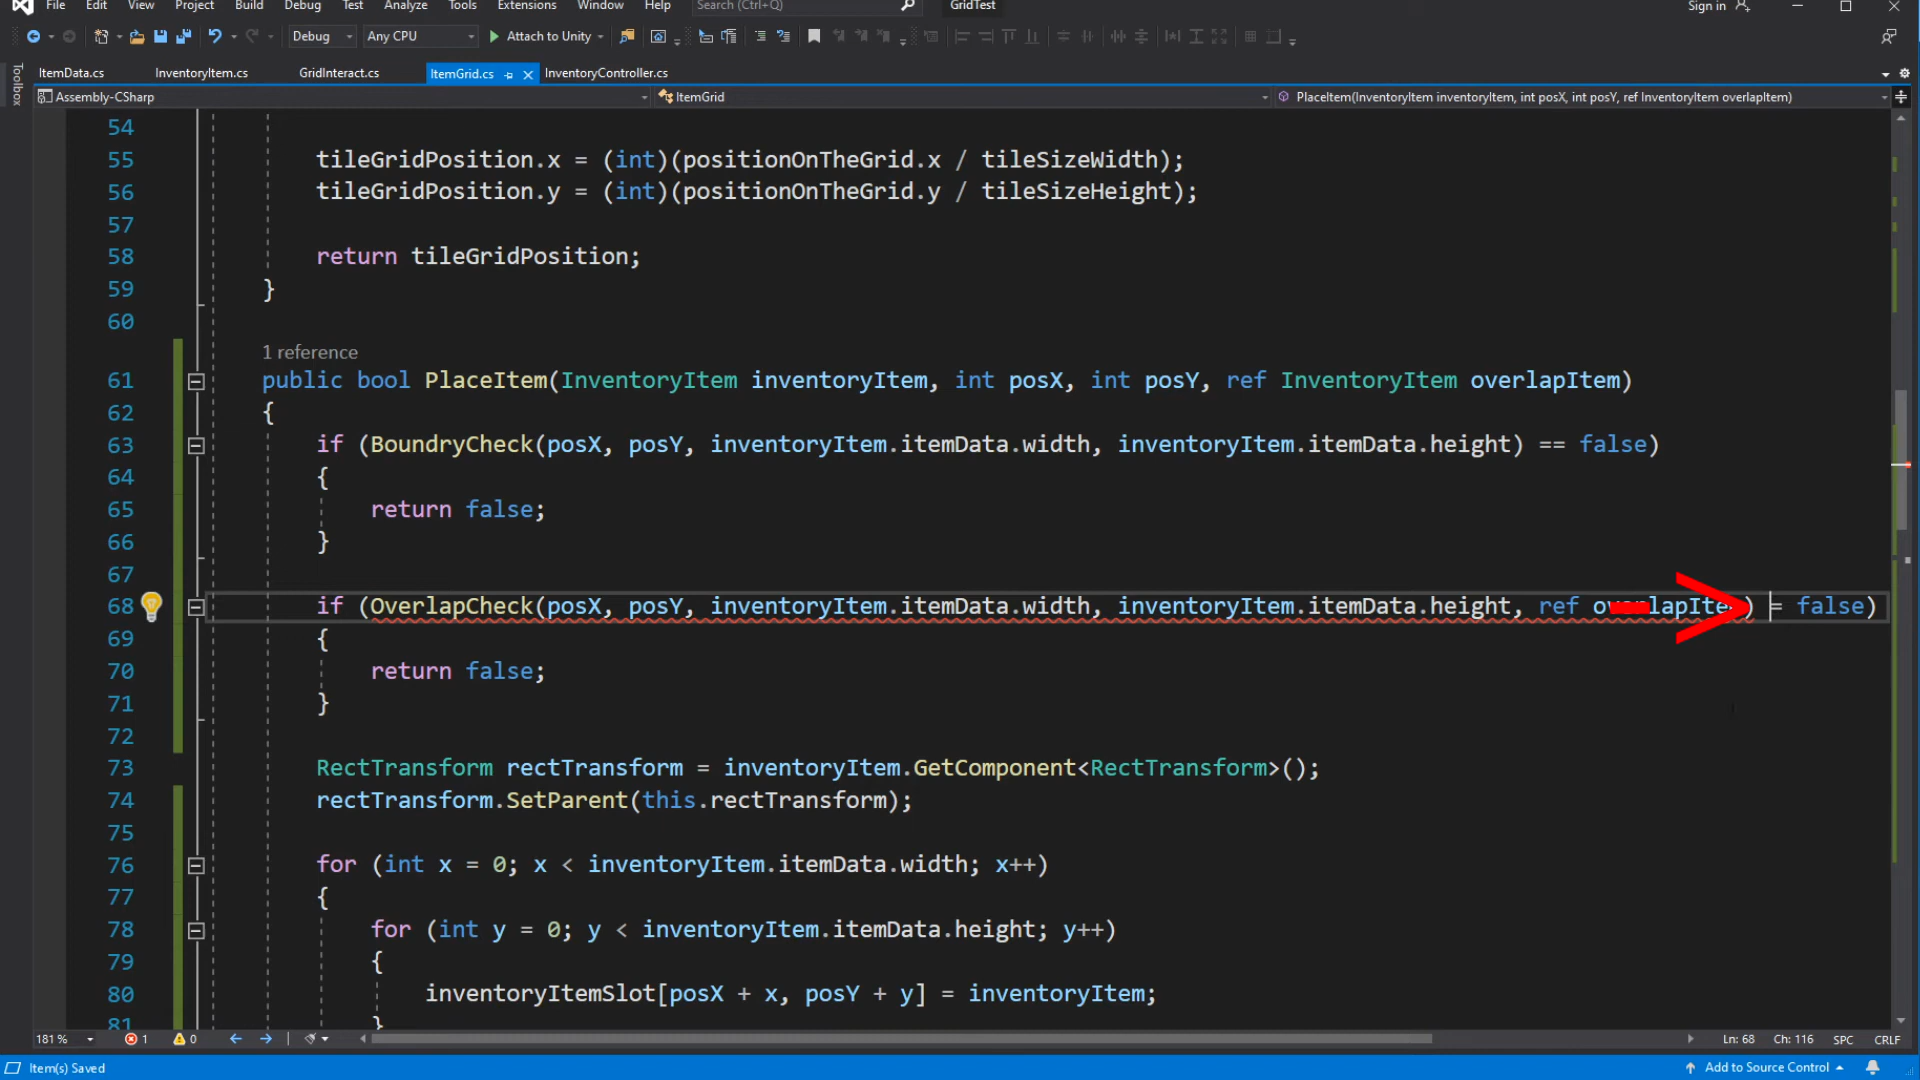 File Edit View Project Build Debug Test Analyze Tools Extensions Window Help Search (Ctrl+Q) GridTest Sign in
Debug Any CPU Attach to Unity
Toolbox
ItemData.cs InventoryItem.cs GridInteract.cs ItemGrid.cs InventoryController.cs
Assembly-CSharp ItemGrid PlaceItem(InventoryItem inventoryItem, int posX, int posY, ref InventoryItem overlapItem)
54
55 tileGridPosition.x = (int)(positionOnTheGrid.x / tileSizeWidth);
56 tileGridPosition.y = (int)(positionOnTheGrid.y / tileSizeHeight);
57
58 return tileGridPosition;
59 }
60
1 reference
61 public bool PlaceItem(InventoryItem inventoryItem, int posX, int posY, ref InventoryItem overlapItem)
62 {
63 if (BoundryCheck(posX, posY, inventoryItem.itemData.width, inventoryItem.itemData.height) == false)
64 {
65 return false;
66 }
67
68 if (OverlapCheck(posX, posY, inventoryItem.itemData.width, inventoryItem.itemData.height, ref = false)
69 {
70 return false;
71 }
72
73 RectTransform rectTransform = inventoryItem.GetComponent<RectTransform>();
74 rectTransform.SetParent(this.rectTransform);
75
76 for (int x = 0; x < inventoryItem.itemData.width; x++)
77 {
78 for (int y = 0; y < inventoryItem.itemData.height; y++)
79 {
80 inventoryItemSlot[posX + x, posY + y] = inventoryItem;
81 }
181 % 1 0 Ln: 68 Ch: 116 SPC CRLF
Item(s) Saved Add to Source Control